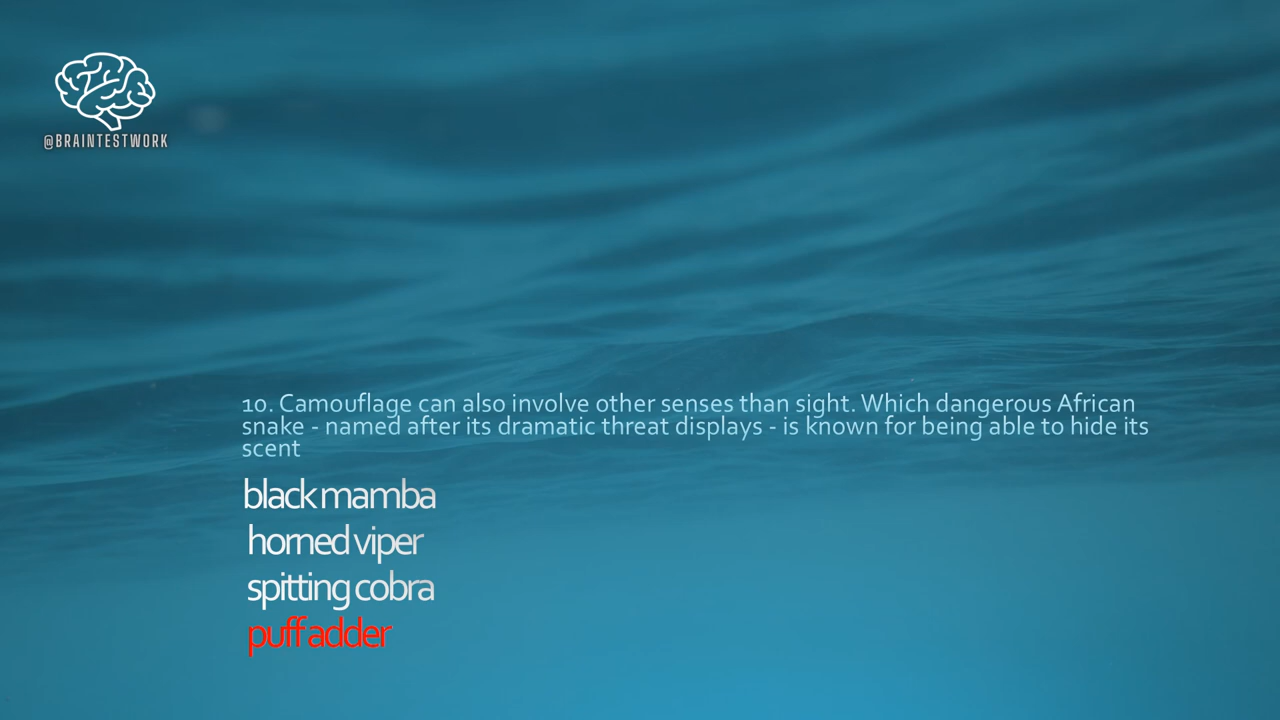 @BRAINTESTWORK
10. Camouflage can also involve other senses than sight. Which dangerous African
snake - named after its dramatic threat displays - is known for being able to hide its
scent
black mamba
horned viper
spitting cobra
puff adder